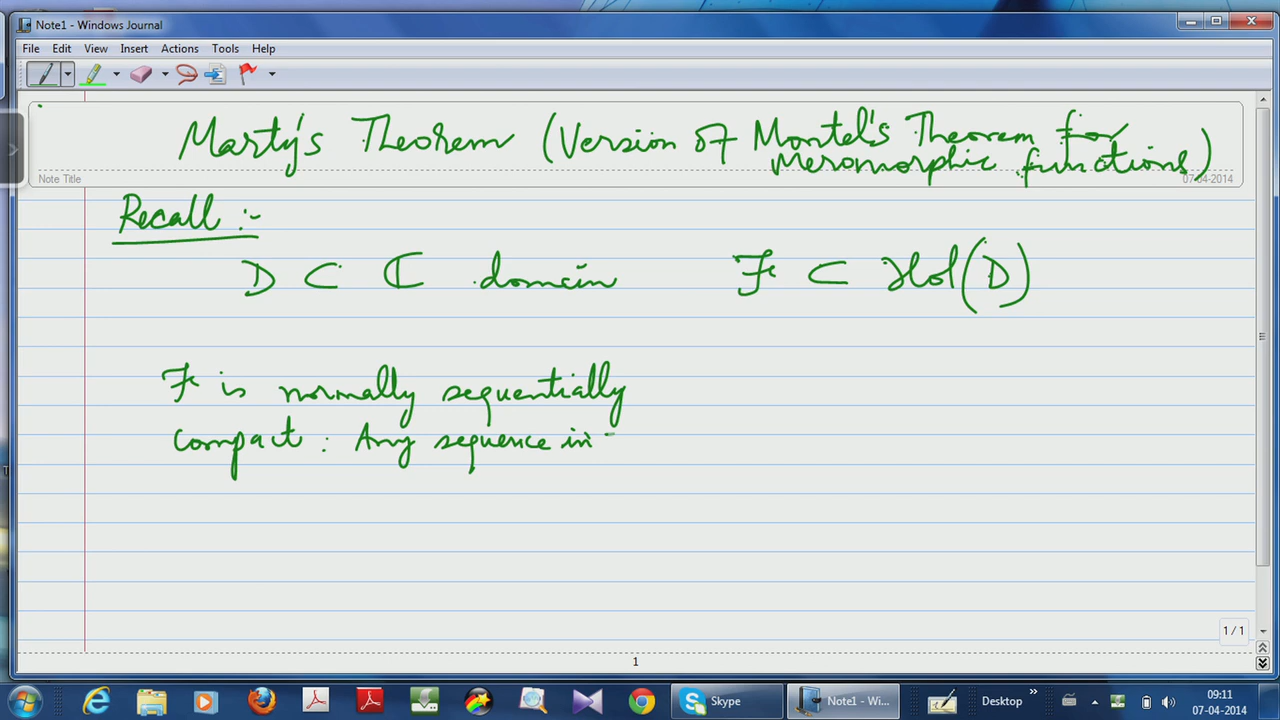 Note1 - Windows Journal
File Edit View Insert Actions Tools Help
Marty's Theorem (Version of Montel's Theorem for
Meromorphic functions)
Note Title
07-04-2014
Recall :-
D ⊂ ℂ domain ℱ ⊂ Hol(D)
ℱ is normally sequentially
compact : Any sequence in
1 / 1
1
Skype
Note1 - Wi...
Desktop
09:11
07-04-2014